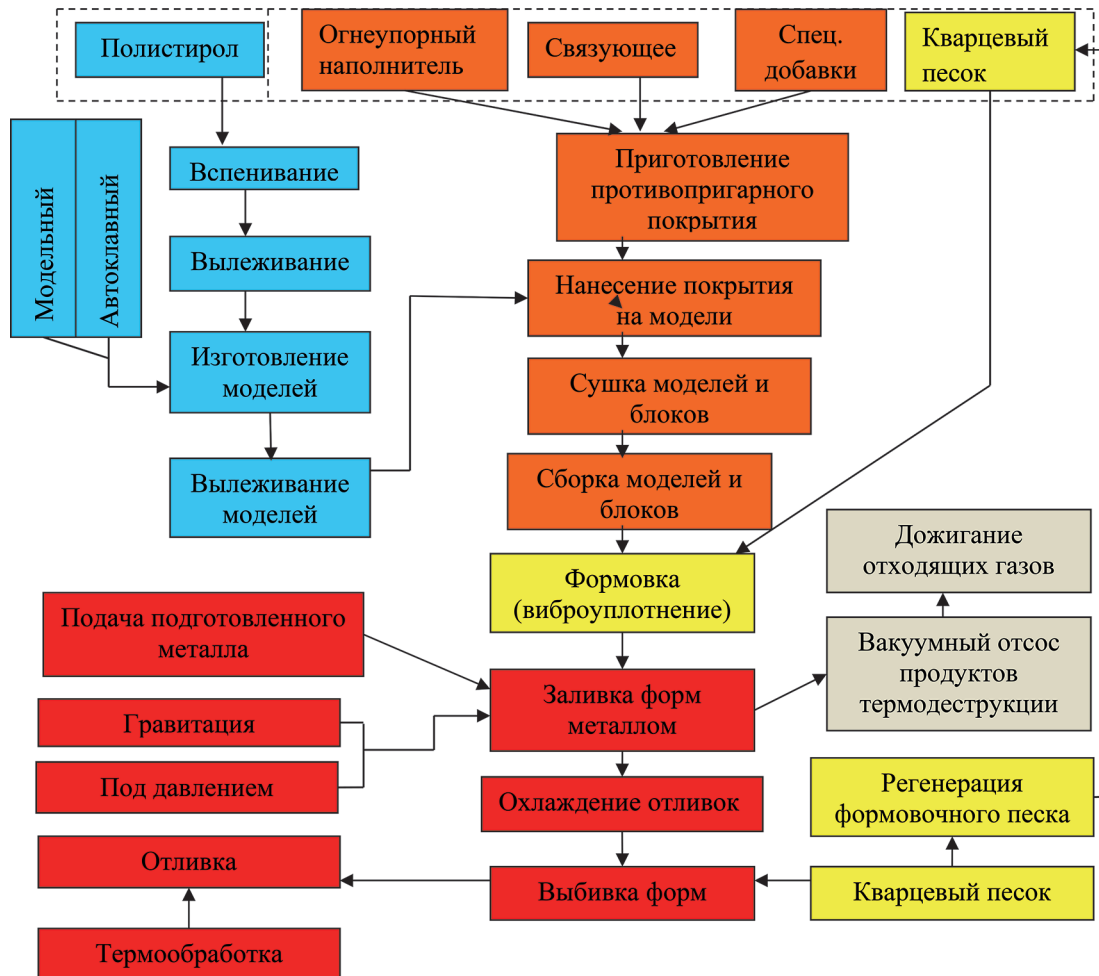 Полистирол
Огнеупорный
наполнитель
Связующее
Спец.
добавки
Кварцевый
песок
Модельный
Автоклавный
Вспенивание
Вылеживание
Изготовление
моделей
Вылеживание
моделей
Приготовление
противопригарного
покрытия
Нанесение покрытия
на модели
Сушка моделей и
блоков
Сборка моделей и
блоков
Формовка
(виброуплотнение)
Дожигание
отходящих газов
Вакуумный отсос
продуктов
термодеструкции
Подача подготовленного
металла
Заливка форм
металлом
Гравитация
Под давлением
Охлаждение отливок
Регенерация
формовочного песка
Отливка
Выбивка форм
Кварцевый песок
Термообработка